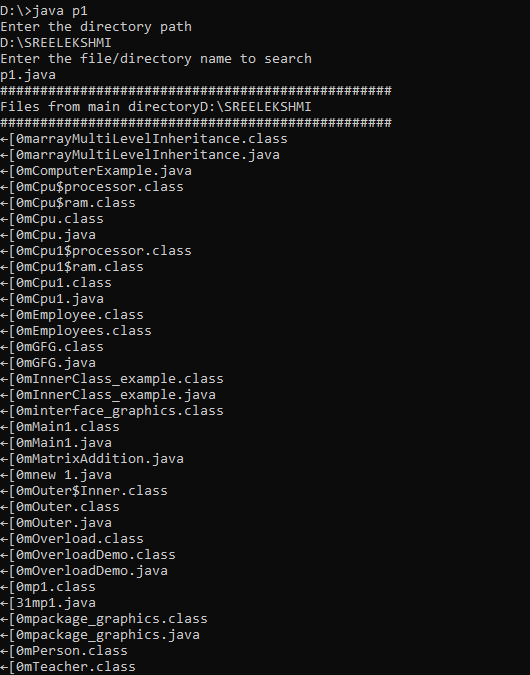 D:\>java p1
Enter the directory path
D:\SREELEKSHMI
Enter the file/directory name to search
p1.java
#################################################
Files from main directoryD:\SREELEKSHMI
#################################################
←[0marrayMultiLevelInheritance.class
←[0marrayMultiLevelInheritance.java
←[0mComputerExample.java
←[0mCpu$processor.class
←[0mCpu$ram.class
←[0mCpu.class
←[0mCpu.java
←[0mCpu1$processor.class
←[0mCpu1$ram.class
←[0mCpu1.class
←[0mCpu1.java
←[0mEmployee.class
←[0mEmployees.class
←[0mGFG.class
←[0mGFG.java
←[0mInnerClass_example.class
←[0mInnerClass_example.java
←[0minterface_graphics.class
←[0mMain1.class
←[0mMain1.java
←[0mMatrixAddition.java
←[0mnew 1.java
←[0mOuter$Inner.class
←[0mOuter.class
←[0mOuter.java
←[0mOverload.class
←[0mOverloadDemo.class
←[0mOverloadDemo.java
←[0mp1.class
←[31mp1.java
←[0mpackage_graphics.class
←[0mpackage_graphics.java
←[0mPerson.class
←[0mTeacher.class